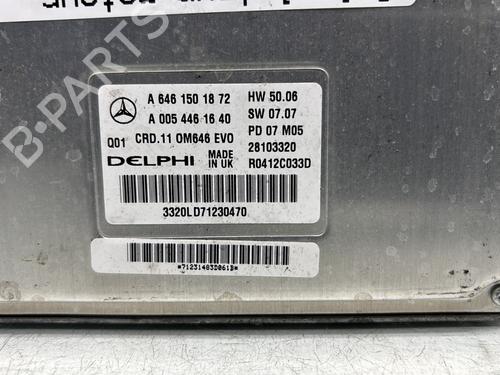 B-PARTS
A 646 150 18 72 HW 50.06
A 005 446 16 40 SW 07.07
Q01 CRD.11 OM646 EVO PD 07 M05
28103320
DELPHI MADE IN UK R0412C033D
3320LD71230470
*71231483D061B*